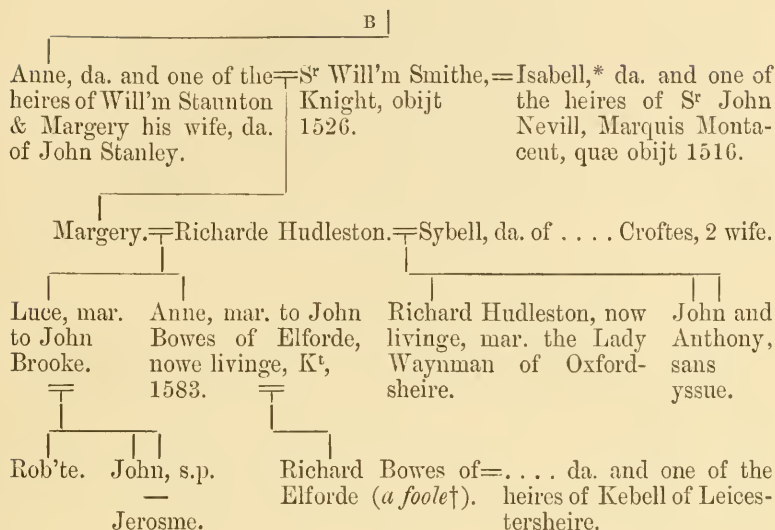 B
Anne, da. and one of the heires of Will'm Staunton & Margery his wife, da. of John Stanley.
=Sʳ Will'm Smithe, Knight, obijt 1526.
=Isabell,* da. and one of the heires of Sʳ John Nevill, Marquis Montacent, quæ obijt 1516.
Margery.=Richarde Hudleston.=Sybell, da. of . . . . Croftes, 2 wife.
Luce, mar. to John Brooke.
Anne, mar. to John Bowes of Elforde, nowe livinge, Kᵗ, 1583.
Richard Hudleston, now livinge, mar. the Lady Waynman of Oxfordsheire.
John and Anthony, sans yssue.
Rob'te.
John, s.p.
—
Jerosme.
Richard Bowes of Elforde (a foole†).
=. . . . da. and one of the heires of Kebell of Leicestersheire.